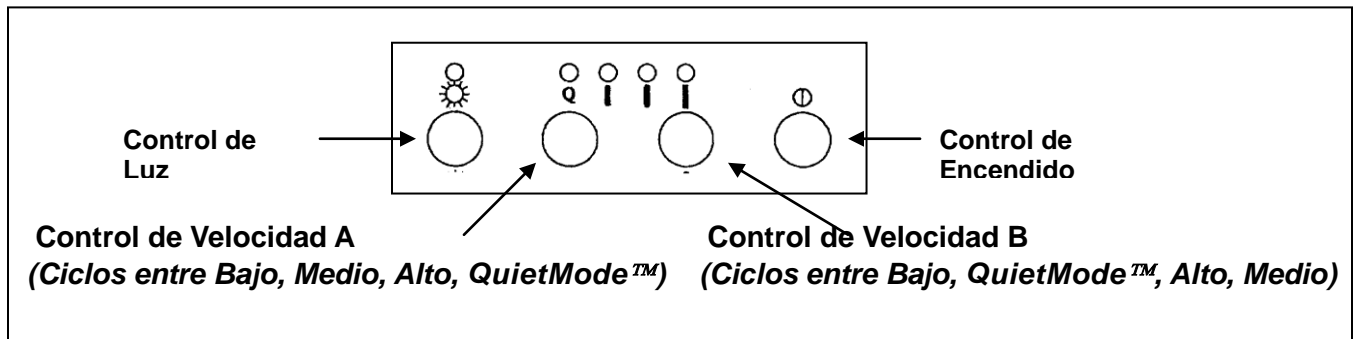 Q
Control de
Luz
Control de
Encendido
Control de Velocidad A
(Ciclos entre Bajo, Medio, Alto, QuietMode™)
Control de Velocidad B
(Ciclos entre Bajo, QuietMode™, Alto, Medio)